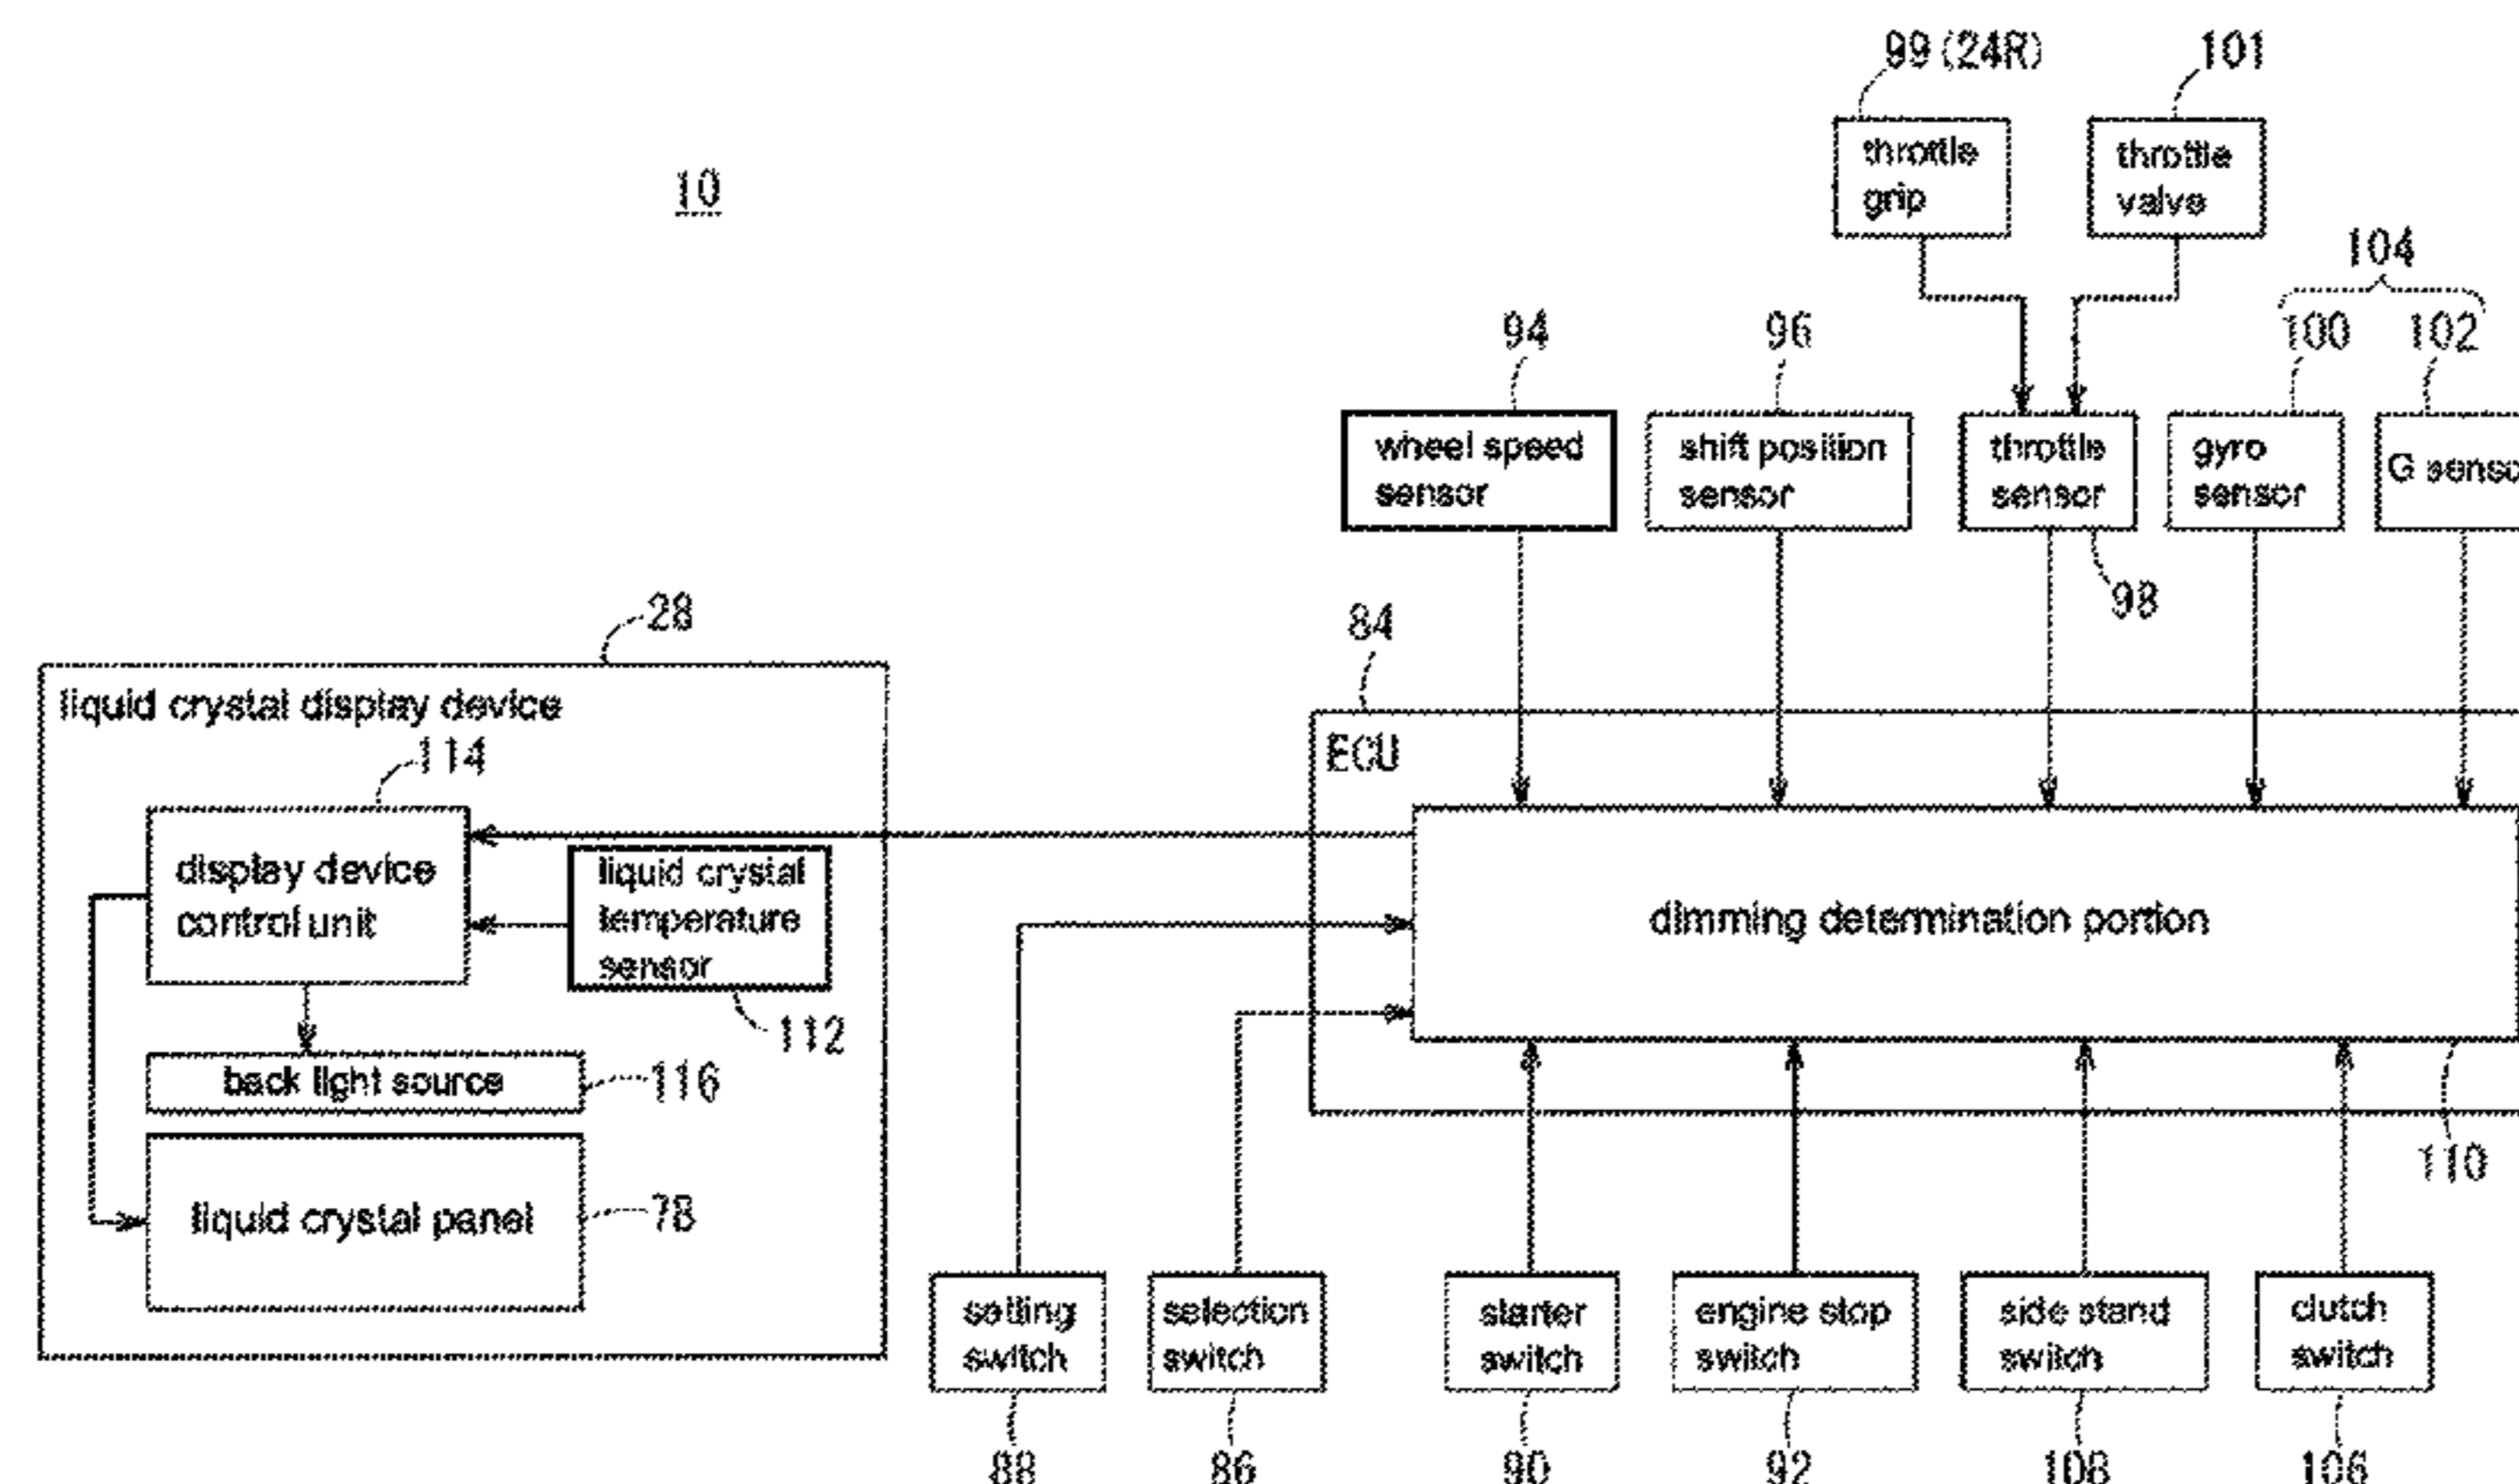 99 (24R)
101
throttle
grip
throttle
valve
10
104
94
96
100
102
wheel speed
sensor
shift position
sensor
throttle
sensor
gyro
sensor
G senso
98
28
84
liquid crystal display device
ECU
114
display device
control unit
liquid crystal
temperature
sensor
dimming determination portion
112
back light source
116
110
liquid crystal panel
78
setting
switch
selection
switch
starter
switch
engine stop
switch
side stand
switch
clutch
switch
88
86
90
92
108
106